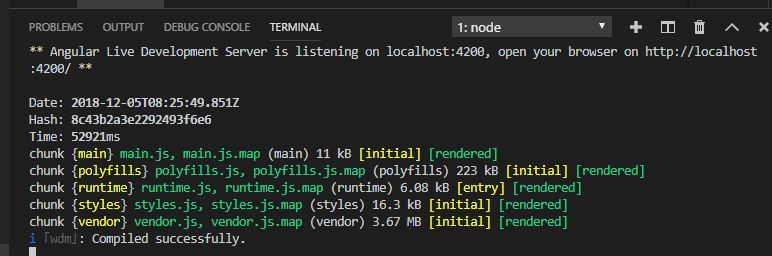 PROBLEMS OUTPUT DEBUG CONSOLE TERMINAL 1: node
** Angular Live Development Server is listening on localhost:4200, open your browser on http://localhost
:4200/ **
Date: 2018-12-05T08:25:49.851Z
Hash: 8c43b2a3e2292493f6e6
Time: 52921ms
chunk {main} main.js, main.js.map (main) 11 kB [initial] [rendered]
chunk {polyfills} polyfills.js, polyfills.js.map (polyfills) 223 kB [initial] [rendered]
chunk {runtime} runtime.js, runtime.js.map (runtime) 6.08 kB [entry] [rendered]
chunk {styles} styles.js, styles.js.map (styles) 16.3 kB [initial] [rendered]
chunk {vendor} vendor.js, vendor.js.map (vendor) 3.67 MB [initial] [rendered]
i ｢wdm｣: Compiled successfully.